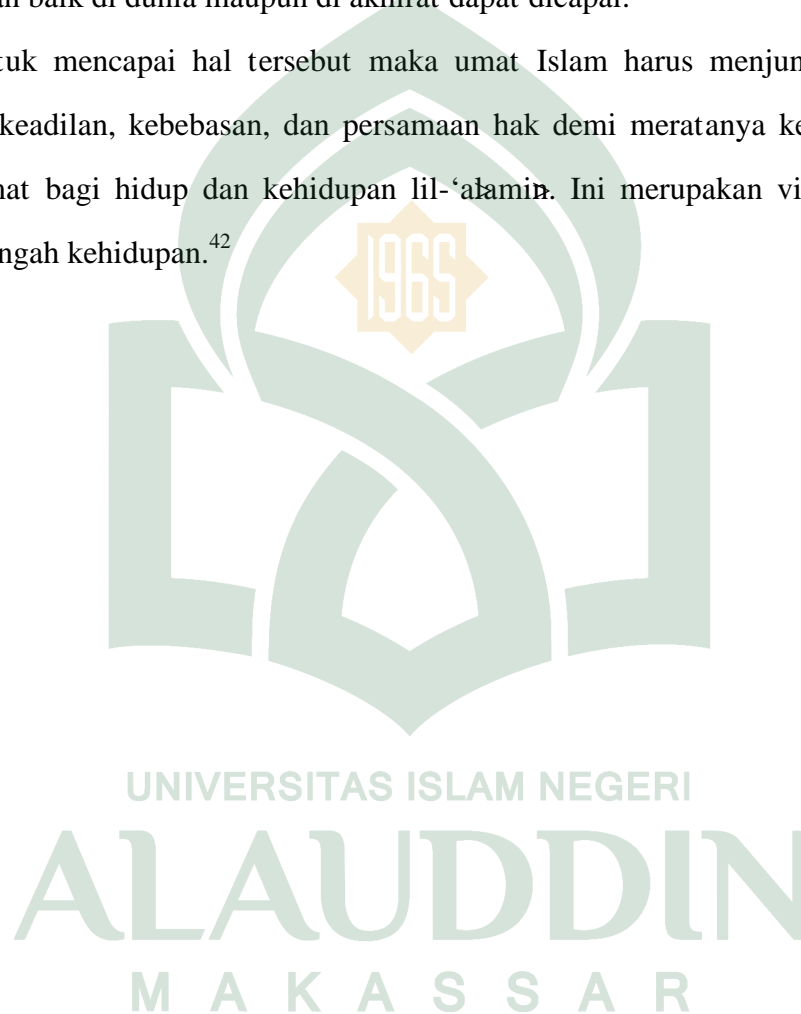 an baik di dunia maupun di akhirat dapat dicapai.
tuk mencapai hal tersebut maka umat Islam harus menjun
keadilan, kebebasan, dan persamaan hak demi meratanya ke
nat bagi hidup dan kehidupan lil-‘alamin. Ini merupakan vi
ngah kehidupan.42
1965
UNIVERSITAS ISLAM NEGERI
ALAUDDIN
MAKASSAR